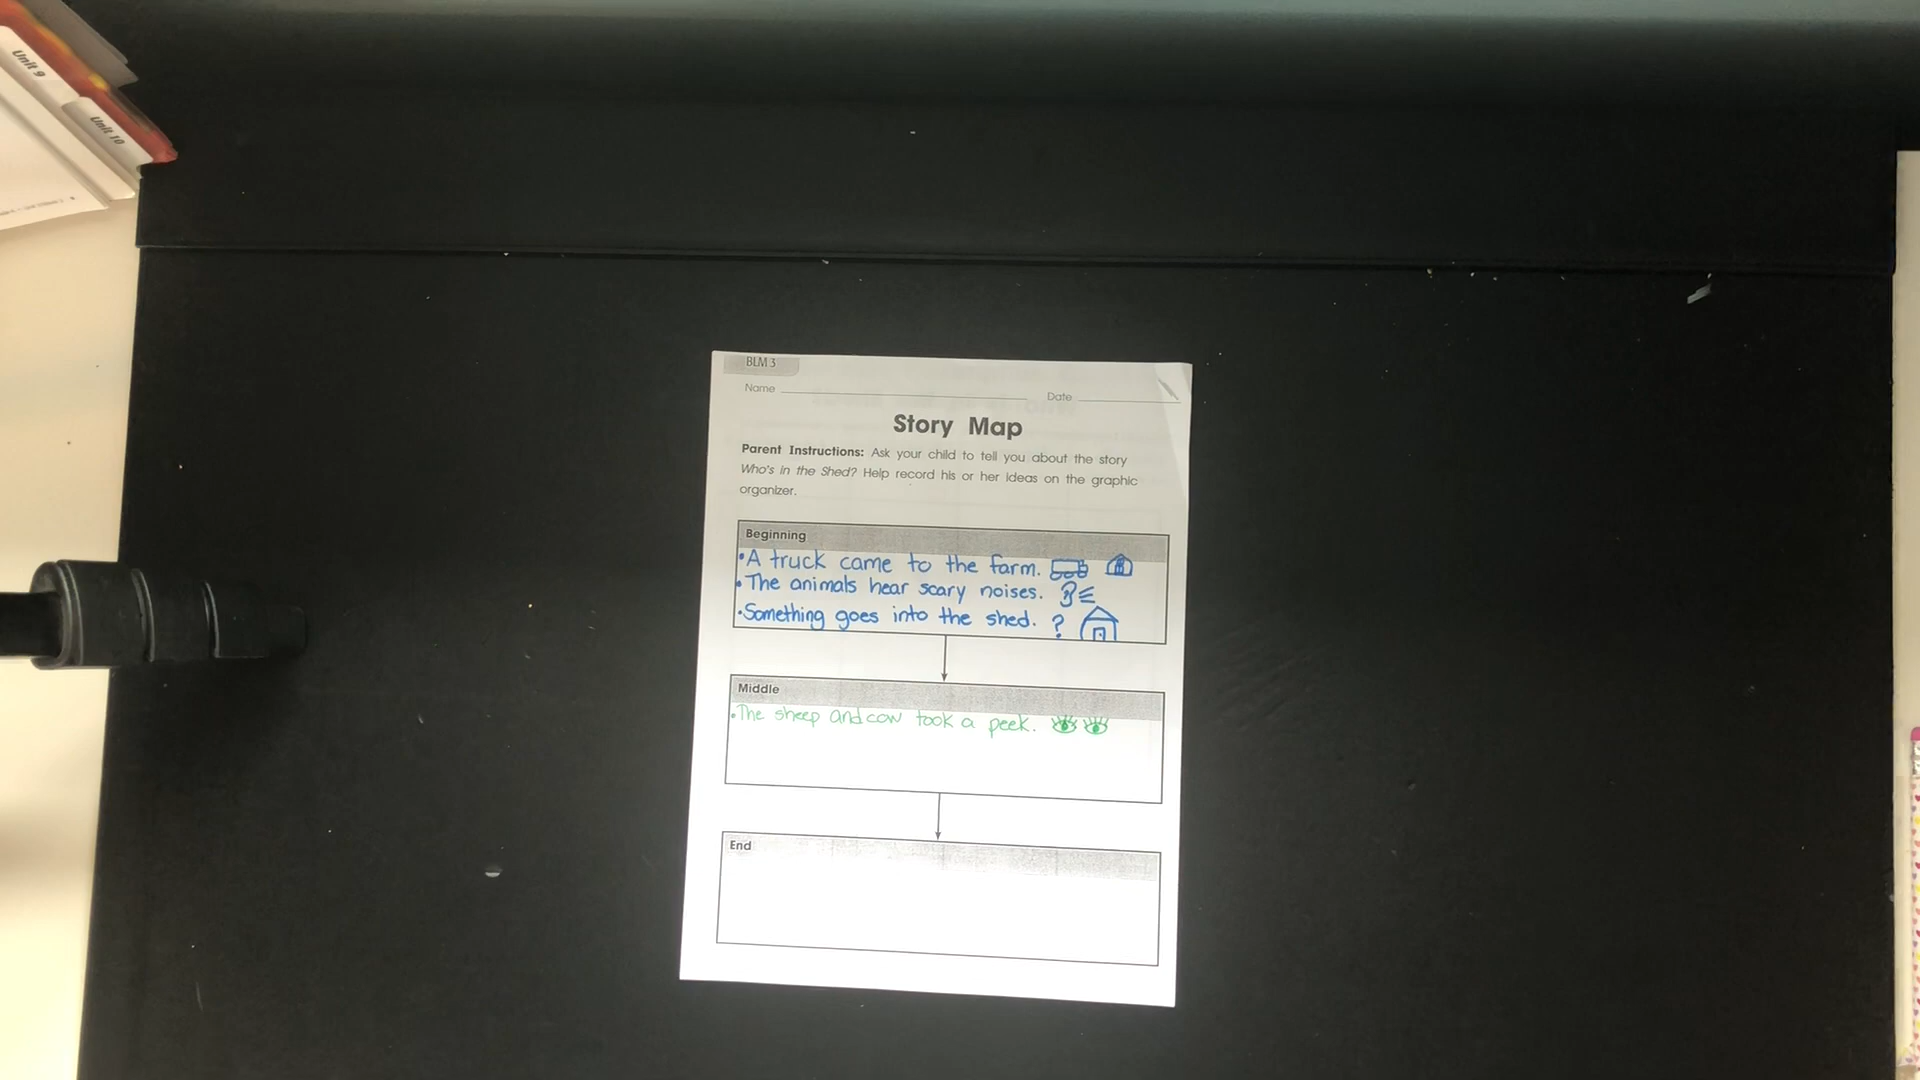 Unit 9
Unit 10
BLM 3
Name
Date
Story Map
Parent Instructions: Ask your child to tell you about the story
Who's in the Shed? Help record his or her ideas on the graphic
organizer.
Beginning
•A truck came to the farm.
•The animals hear scary noises.
•Something goes into the shed. ?
Middle
•The sheep and cow took a peek.
End